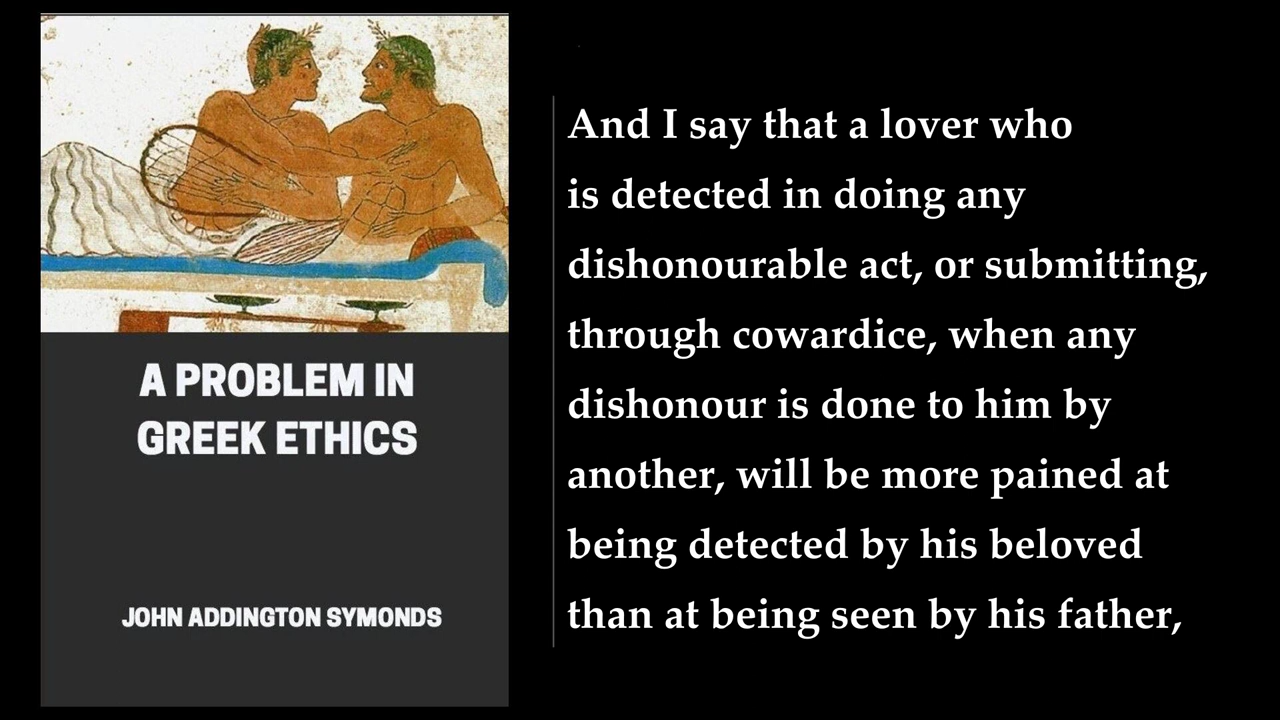 A PROBLEM IN
GREEK ETHICS
JOHN ADDINGTON SYMONDS
And I say that a lover who
is detected in doing any
dishonourable act, or submitting,
through cowardice, when any
dishonour is done to him by
another, will be more pained at
being detected by his beloved
than at being seen by his father,